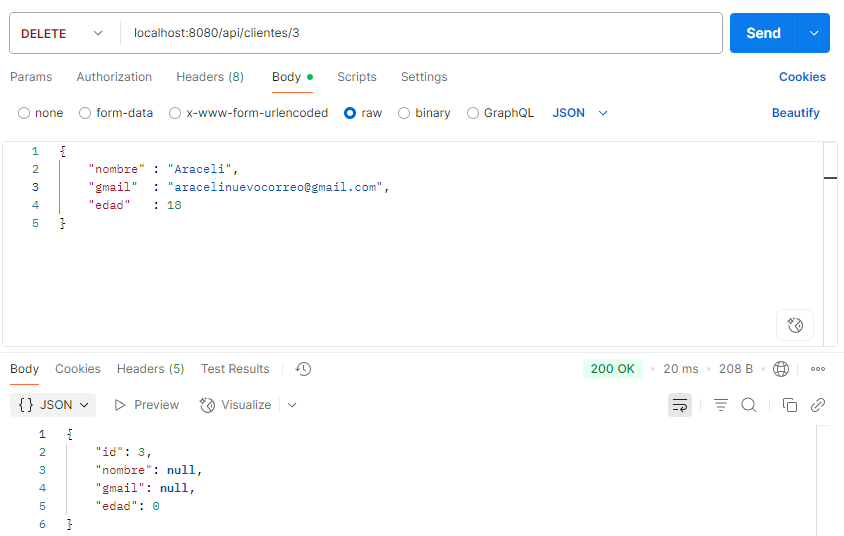 DELETE localhost:8080/api/clientes/3 Send
Params Authorization Headers (8) Body Scripts Settings Cookies
none form-data x-www-form-urlencoded raw binary GraphQL JSON Beautify
1 {
2 "nombre" : "Araceli",
3 "gmail" : "aracelinuevocorreo@gmail.com",
4 "edad" : 18
5 }
Body Cookies Headers (5) Test Results 200 OK • 20 ms • 208 B •
{} JSON Preview Visualize
1 {
2 "id": 3,
3 "nombre": null,
4 "gmail": null,
5 "edad": 0
6 }